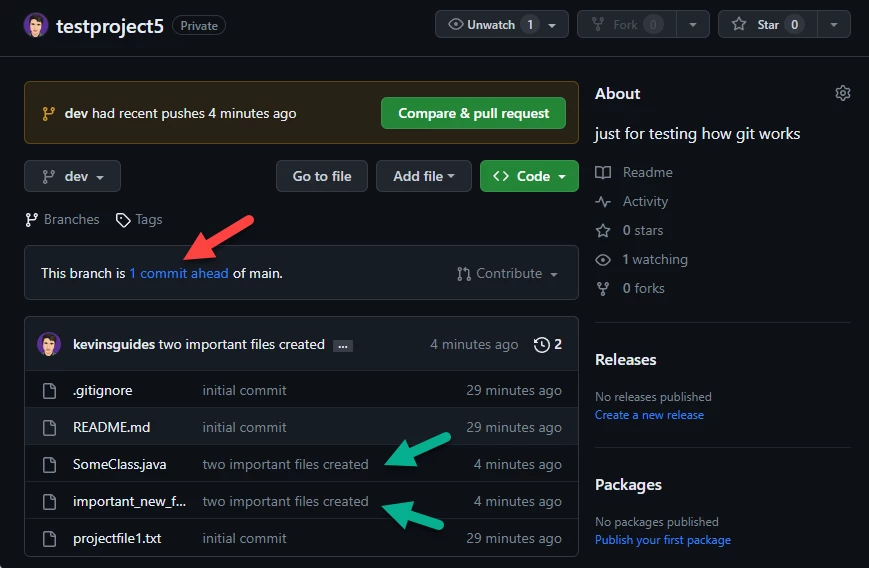 testproject5 Private Unwatch 1 Fork 0 Star 0
dev had recent pushes 4 minutes ago Compare & pull request
dev Go to file Add file <> Code
Branches Tags
This branch is 1 commit ahead of main. Contribute
kevinsguides two important files created ... 4 minutes ago 2
.gitignore initial commit 29 minutes ago
README.md initial commit 29 minutes ago
SomeClass.java two important files created 4 minutes ago
important_new_f... two important files created 4 minutes ago
projectfile1.txt initial commit 29 minutes ago
About
just for testing how git works
Readme
Activity
0 stars
1 watching
0 forks
Releases
No releases published
Create a new release
Packages
No packages published
Publish your first package